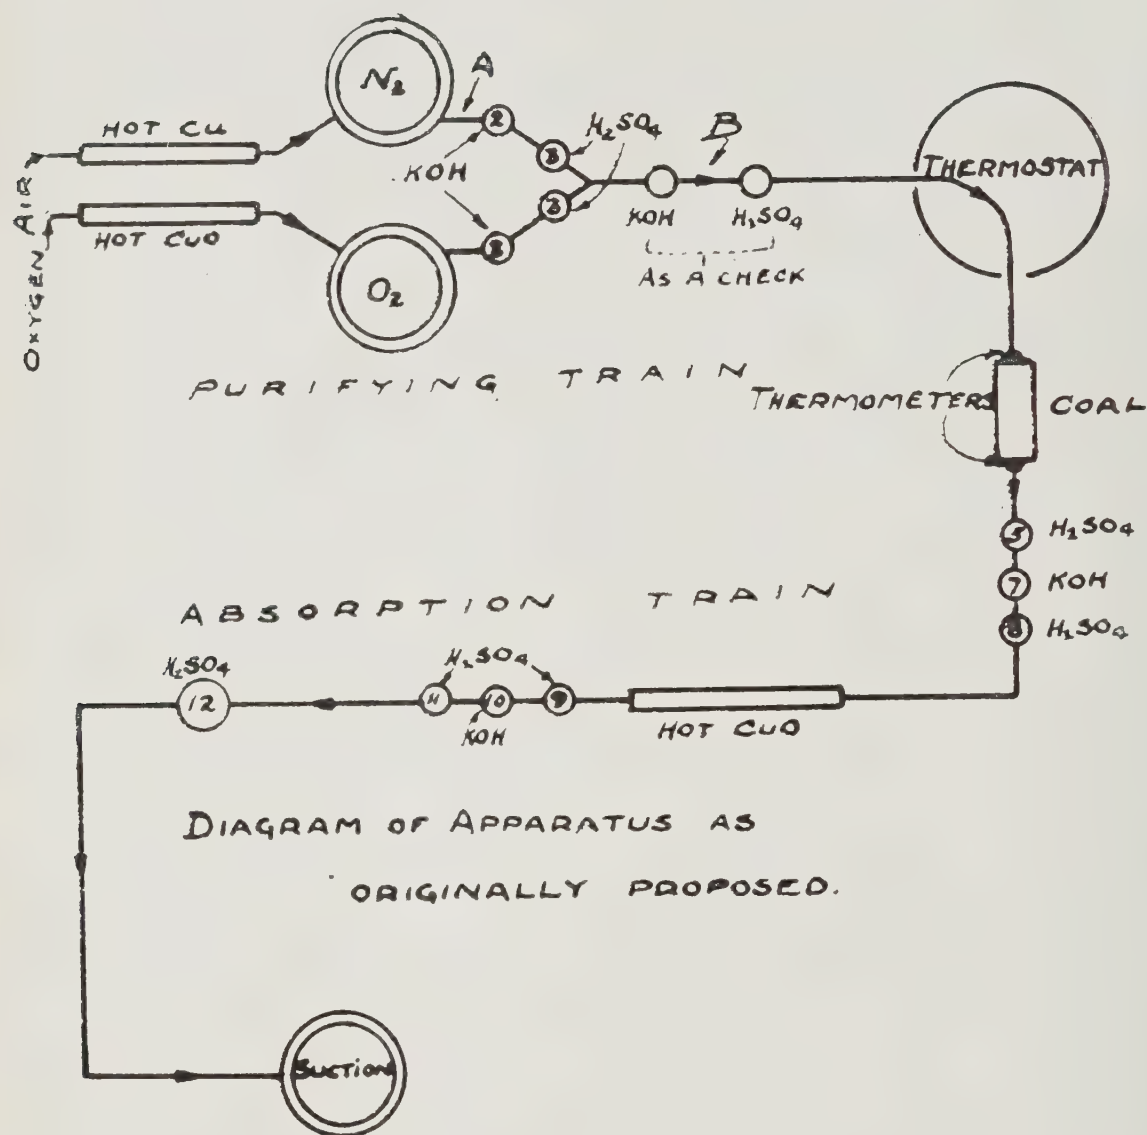 N₂
A
HOT Cu
2
H₂SO₄
B
AIR
KOH
3
THERMOSTAT
OXYGEN
HOT CuO
3
KOH
H₂SO₄
O₂
AS A CHECK
PURIFYING TRAIN
THERMOMETERS
COAL
5
H₂SO₄
7
KOH
8
H₂SO₄
ABSORPTION TRAIN
H₂SO₄
H₂SO₄
12
11
10
9
KOH
HOT CuO
DIAGRAM OF APPARATUS AS
ORIGINALLY PROPOSED.
SUCTION